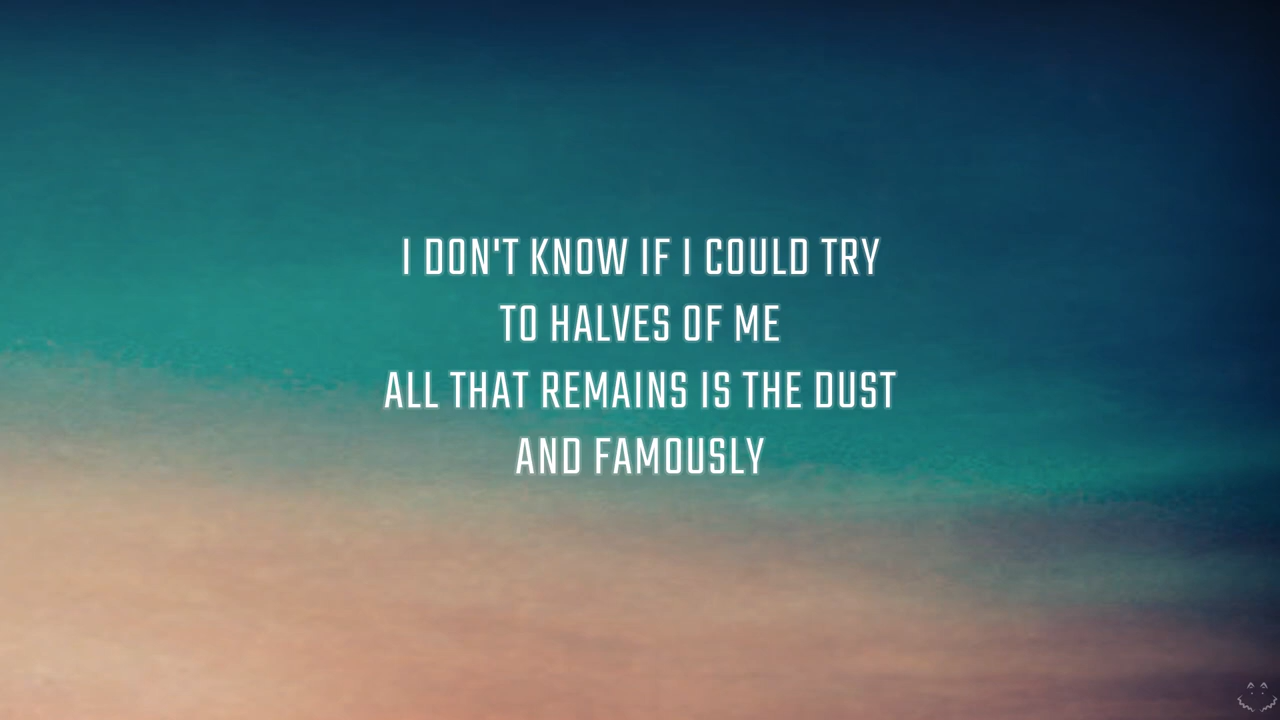 I DON'T KNOW IF I COULD TRY
TO HALVES OF ME
ALL THAT REMAINS IS THE DUST
AND FAMOUSLY